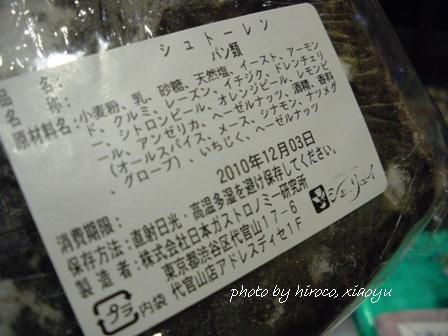 品名: シュトーレン
名称: パン類
原材料名: 小麦粉、乳、砂糖、天然塩、イースト、アーモン
ド、クルミ、レーズン、イチジク、ドレンチェリ
ー、シトロンピール、オレンジピール、レモンピ
ール、アンゼリカ、ヘーゼルナッツ、酒精、香料
(オールスパイス、メース、シナモン、ナツメグ
、グローブ)、いちじく、ヘーゼルナッツ
消費期限: 2010年12月03日
保存方法: 直射日光・高温多湿を避け保存してください。
製造者: 株式会社日本ガストロノミー研究所
東京都渋谷区代官山17-6
代官山店アドレスディセ1F
プラ 内袋
シェ・リュイ
photo by hiroco, xiaoyu